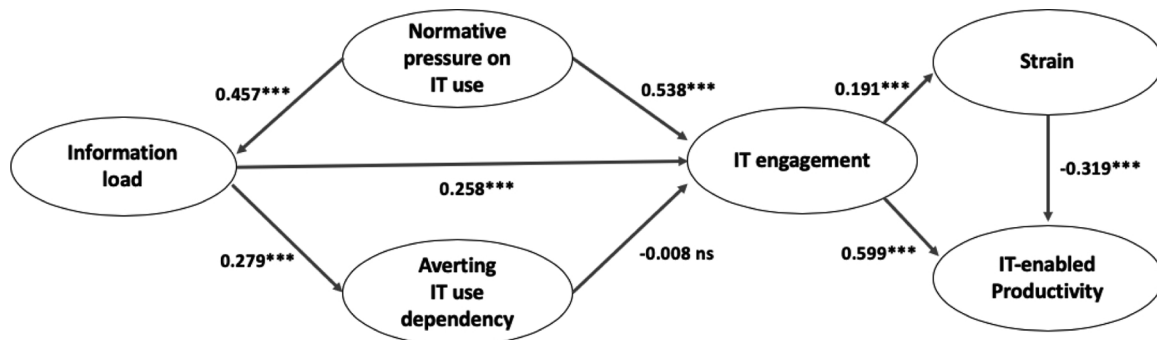 Normative
pressure on
IT use
Strain
0.457***
0.538***
0.191***
Information
load
IT engagement
0.258***
-0.319***
0.279***
Averting
IT use
dependency
-0.008 ns
0.599***
IT-enabled
Productivity